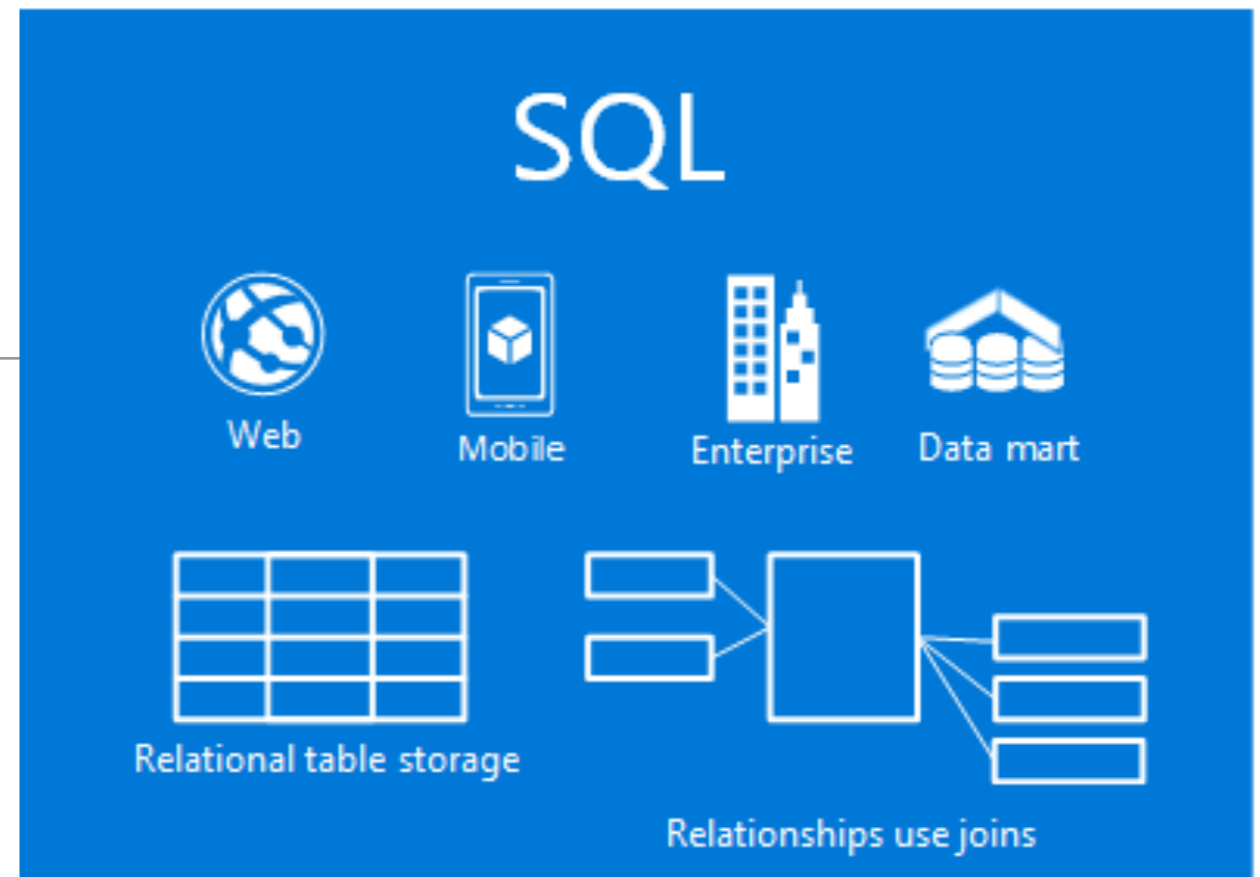 SQL
Web
Mobile
Enterprise
Data mart
Relational table storage
Relationships use joins